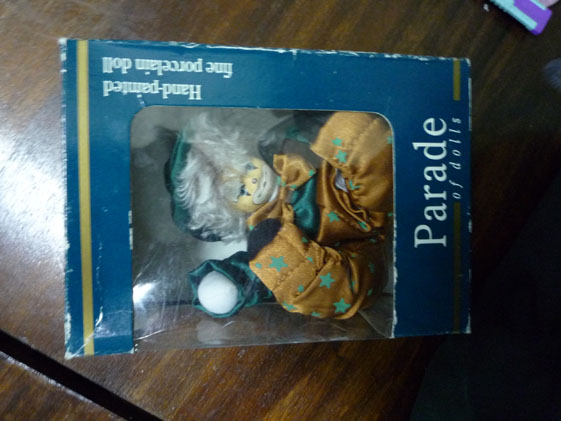 Parade
of dolls
Hand-painted
fine porcelain doll